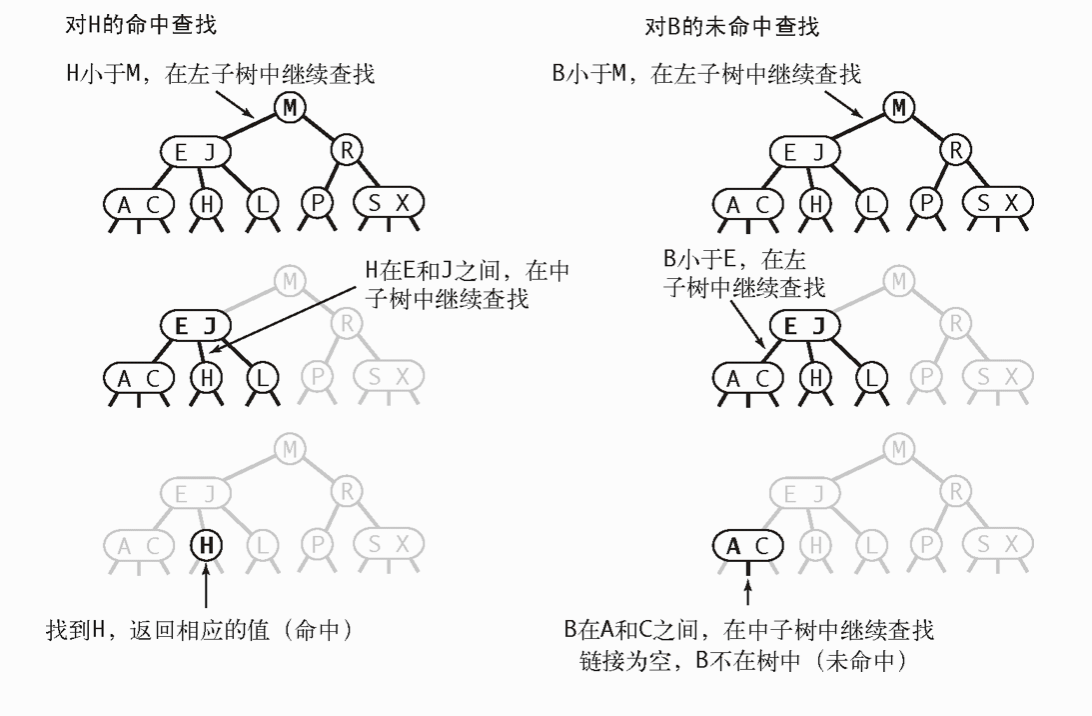 对H的命中查找
H小于M，在左子树中继续查找
M
E J
R
A C
H
L
P
S X
H在E和J之间，在中
子树中继续查找
M
E J
R
A C
H
L
P
S X
M
E J
R
A C
H
L
P
S X
找到H，返回相应的值（命中）
对B的未命中查找
B小于M，在左子树中继续查找
M
E J
R
A C
H
L
P
S X
B小于E，在左
子树中继续查找
M
E J
R
A C
H
L
P
S X
M
E J
R
A C
H
L
P
S X
B在A和C之间，在中子树中继续查找
链接为空，B不在树中（未命中）